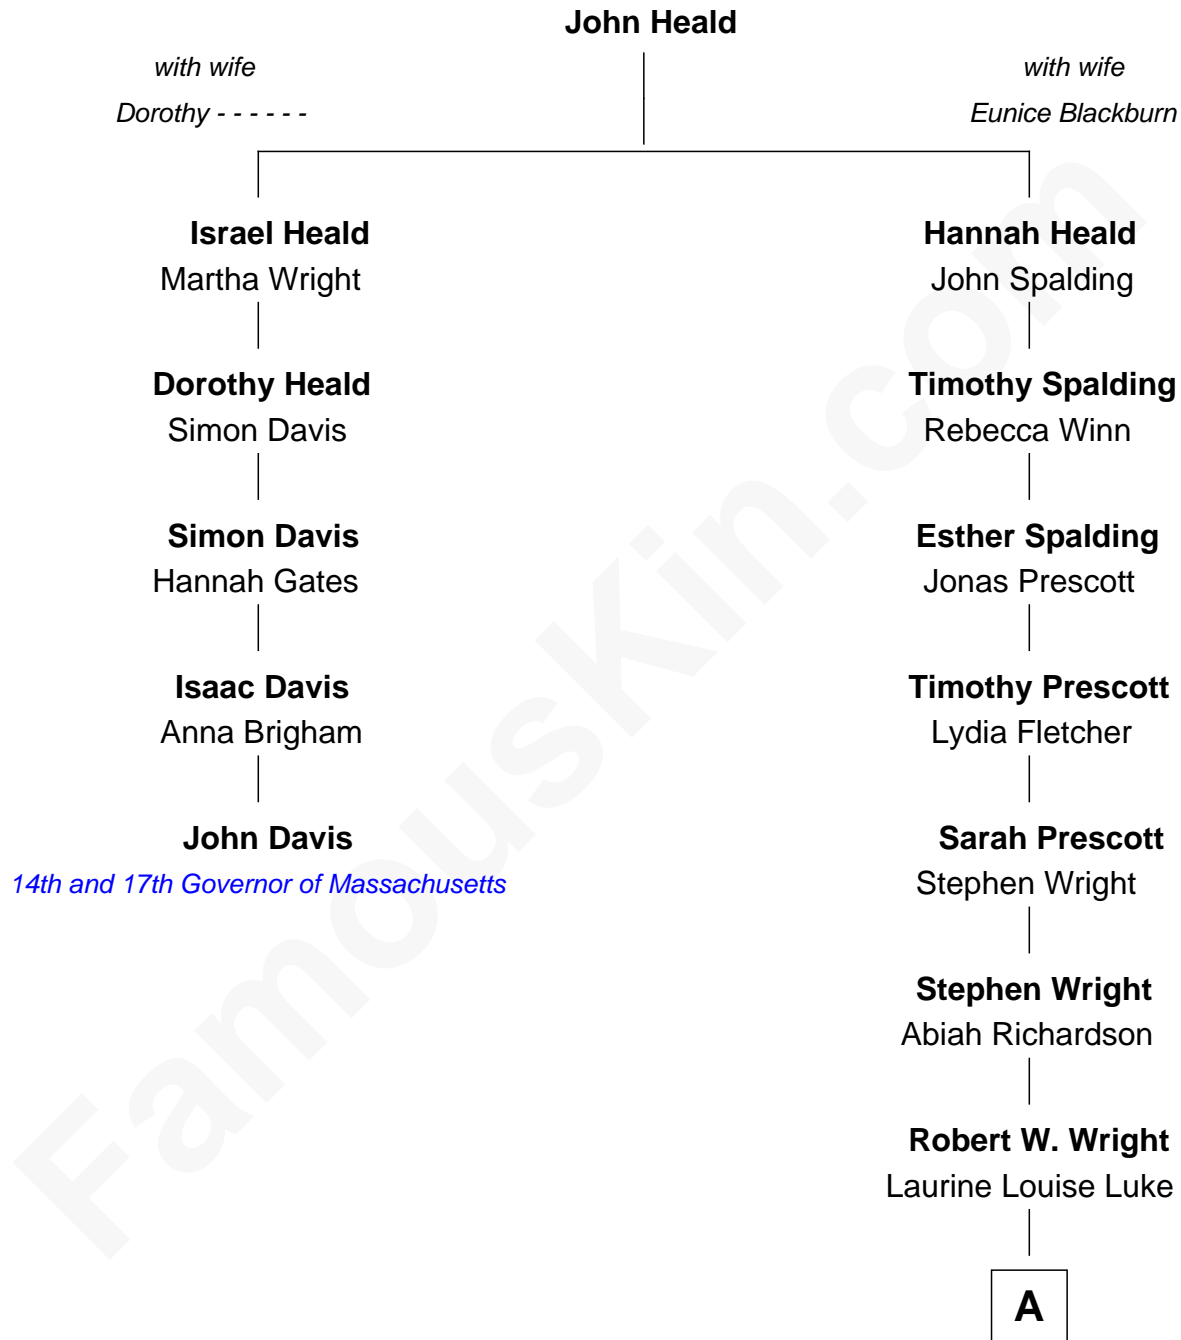 John Heald
with wife
Dorothy - - - - - -
with wife
Eunice Blackburn
Israel Heald
Martha Wright
Hannah Heald
John Spalding
Dorothy Heald
Simon Davis
Timothy Spalding
Rebecca Winn
Simon Davis
Hannah Gates
Esther Spalding
Jonas Prescott
Isaac Davis
Anna Brigham
Timothy Prescott
Lydia Fletcher
John Davis
14th and 17th Governor of Massachusetts
Sarah Prescott
Stephen Wright
Stephen Wright
Abiah Richardson
Robert W. Wright
Laurine Louise Luke
A
FamousKin.com